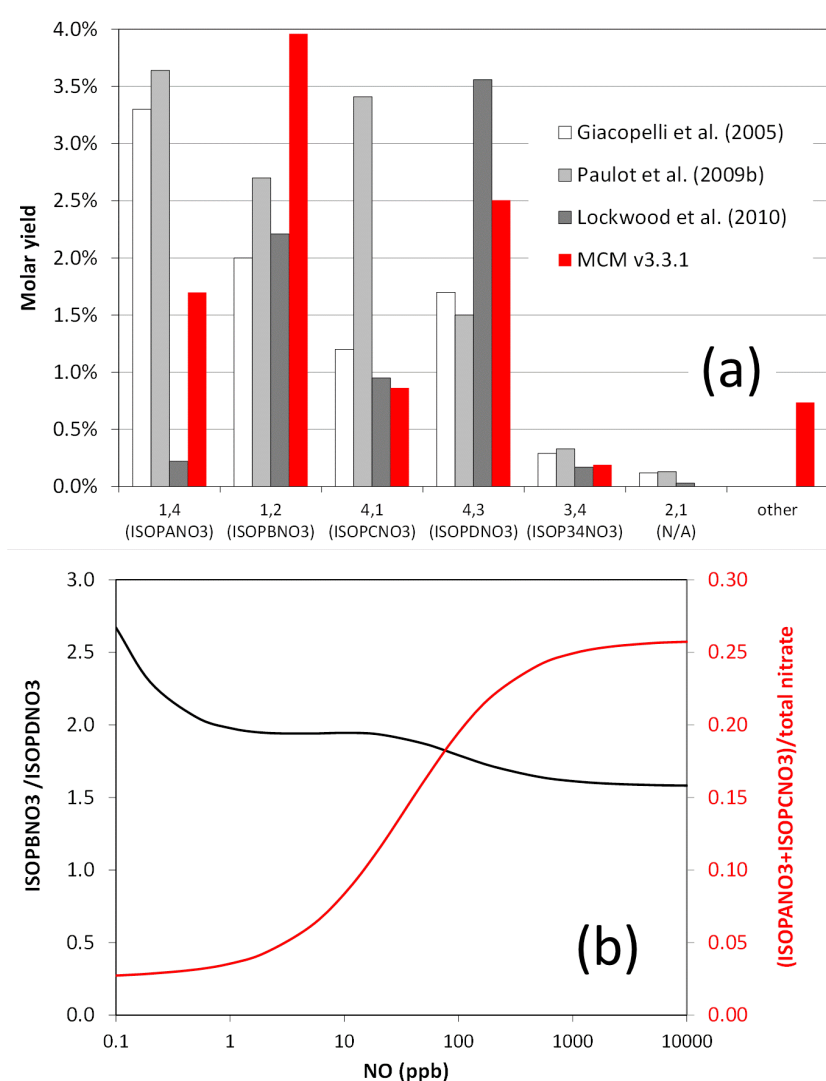 4.0%
3.5%
3.0%
2.5%
2.0%
1.5%
1.0%
0.5%
0.0%
Molar yield
Giacopelli et al. (2005)
Paulot et al. (2009b)
Lockwood et al. (2010)
MCM v3.3.1
(a)
1,4 1,2 4,1 4,3 3,4 2,1 other
(ISOPANO3) (ISOPBNO3) (ISOPCNO3) (ISOPDNO3) (ISOP34NO3) (N/A)
3.0
2.5
2.0
1.5
1.0
0.5
0.0
ISOPBNO3 /ISOPDNO3
0.30
0.25
0.20
0.15
0.10
0.05
0.00
(ISOPANO3+ISOPCNO3)/total nitrate
(b)
0.1 1 10 100 1000 10000
NO (ppb)